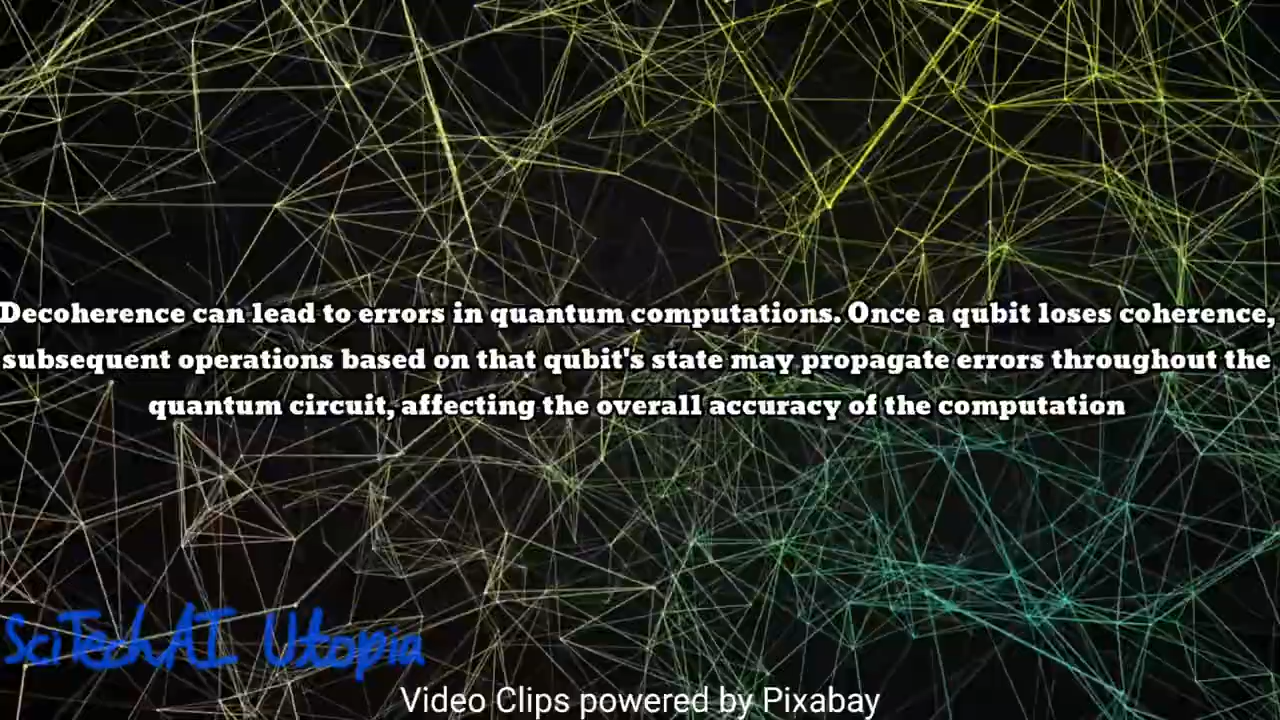 Decoherence can lead to errors in quantum computations. Once a qubit loses coherence,
subsequent operations based on that qubit's state may propagate errors throughout the
quantum circuit, affecting the overall accuracy of the computation
SciTechAI Utopia
Video Clips powered by Pixabay